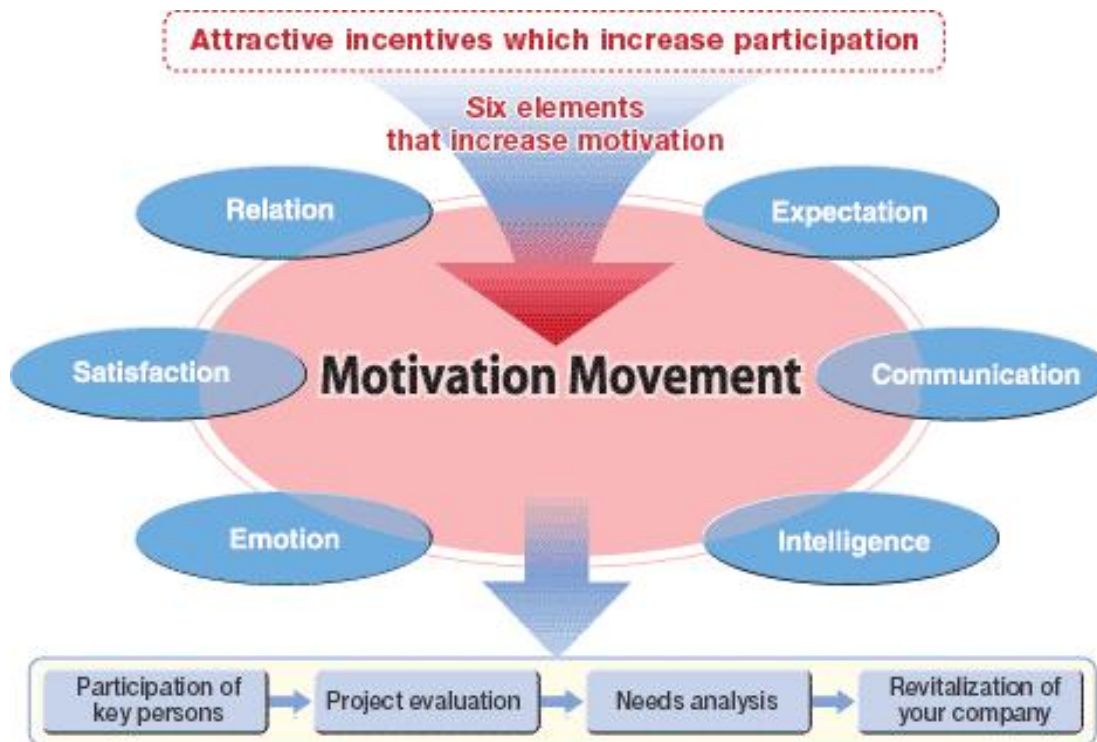 Attractive incentives which increase participation
Six elements
that increase motivation
Relation
Expectation
Satisfaction
Motivation Movement
Communication
Emotion
Intelligence
Participation of
key persons
Project evaluation
Needs analysis
Revitalization of
your company